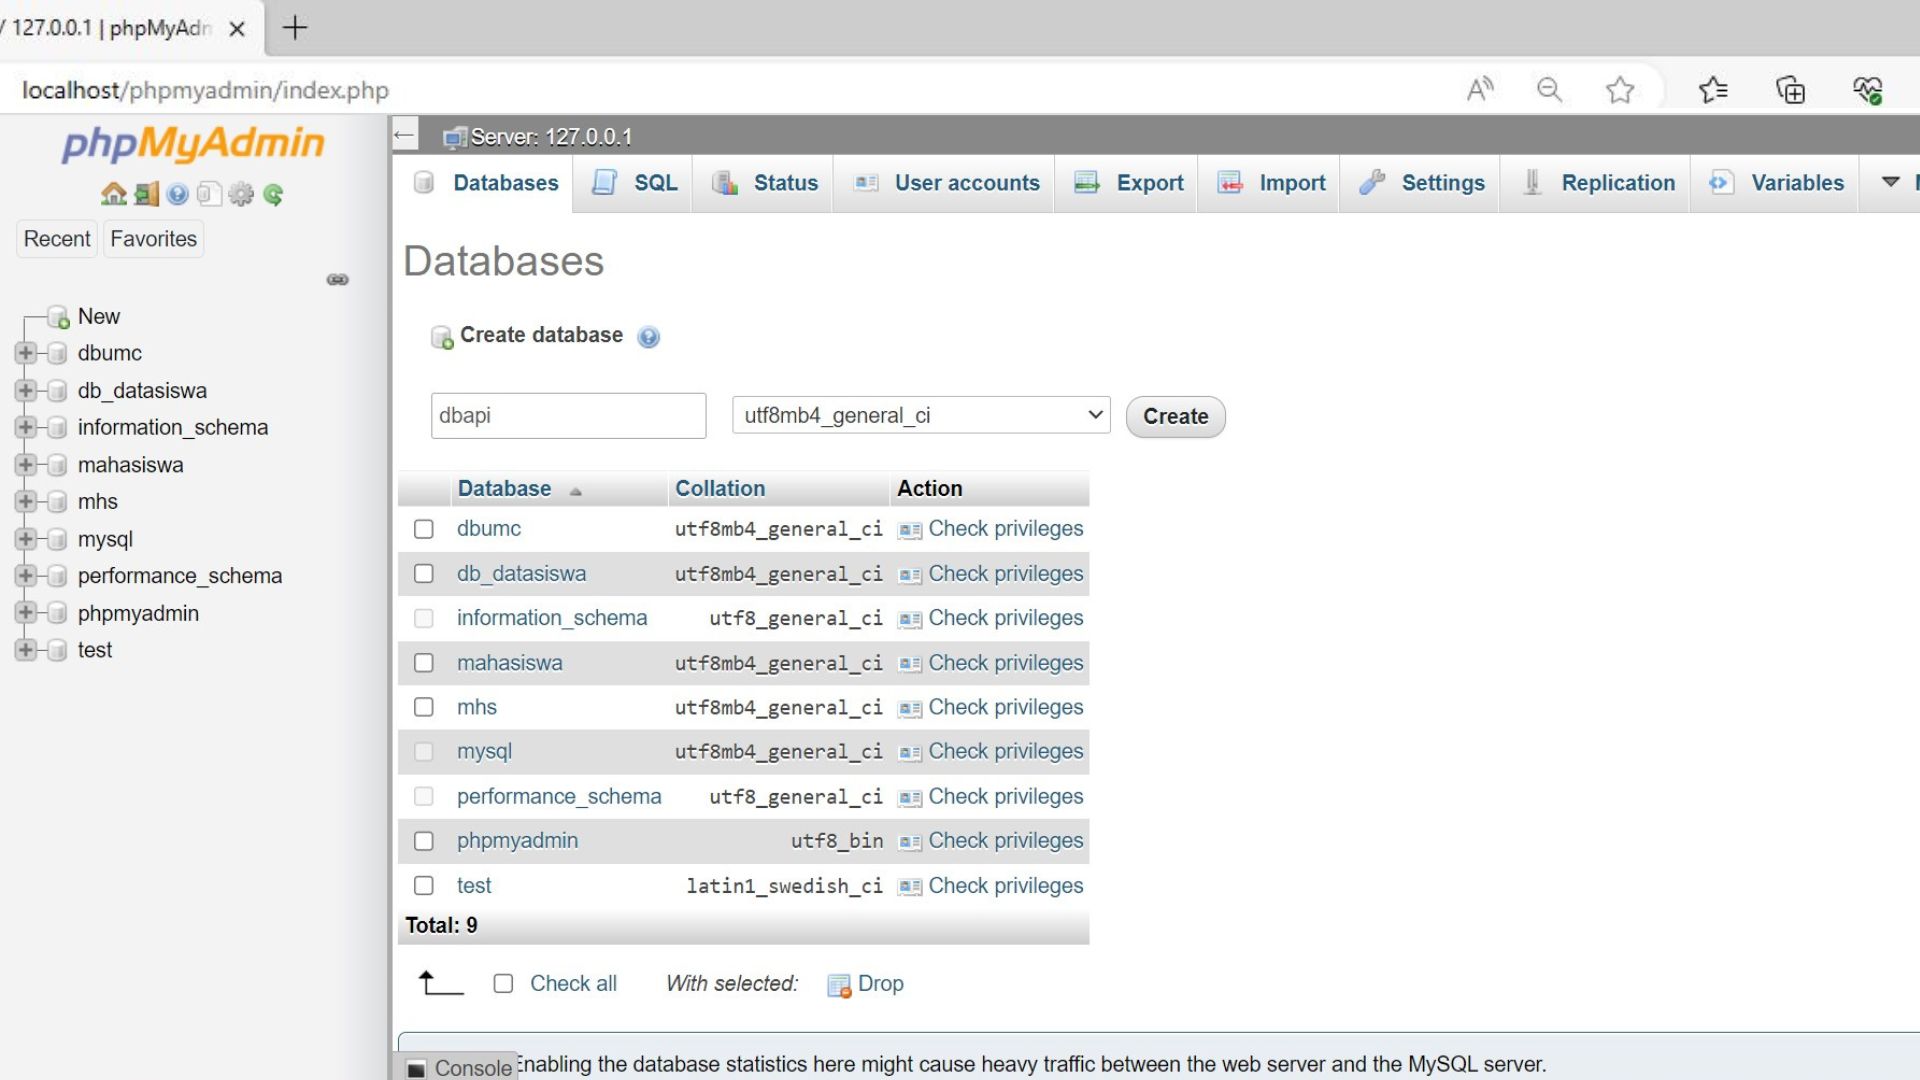 / 127.0.0.1 | phpMyAdn
localhost/phpmyadmin/index.php
phpMyAdmin
Recent Favorites
New
dbumc
db_datasiswa
information_schema
mahasiswa
mhs
mysql
performance_schema
phpmyadmin
test
Server: 127.0.0.1
Databases SQL Status User accounts Export Import Settings Replication Variables
Databases
Create database
dbapi utf8mb4_general_ci Create
Database Collation Action
dbumc utf8mb4_general_ci Check privileges
db_datasiswa utf8mb4_general_ci Check privileges
information_schema utf8_general_ci Check privileges
mahasiswa utf8mb4_general_ci Check privileges
mhs utf8mb4_general_ci Check privileges
mysql utf8mb4_general_ci Check privileges
performance_schema utf8_general_ci Check privileges
phpmyadmin utf8_bin Check privileges
test latin1_swedish_ci Check privileges
Total: 9
Check all With selected: Drop
Console Enabling the database statistics here might cause heavy traffic between the web server and the MySQL server.